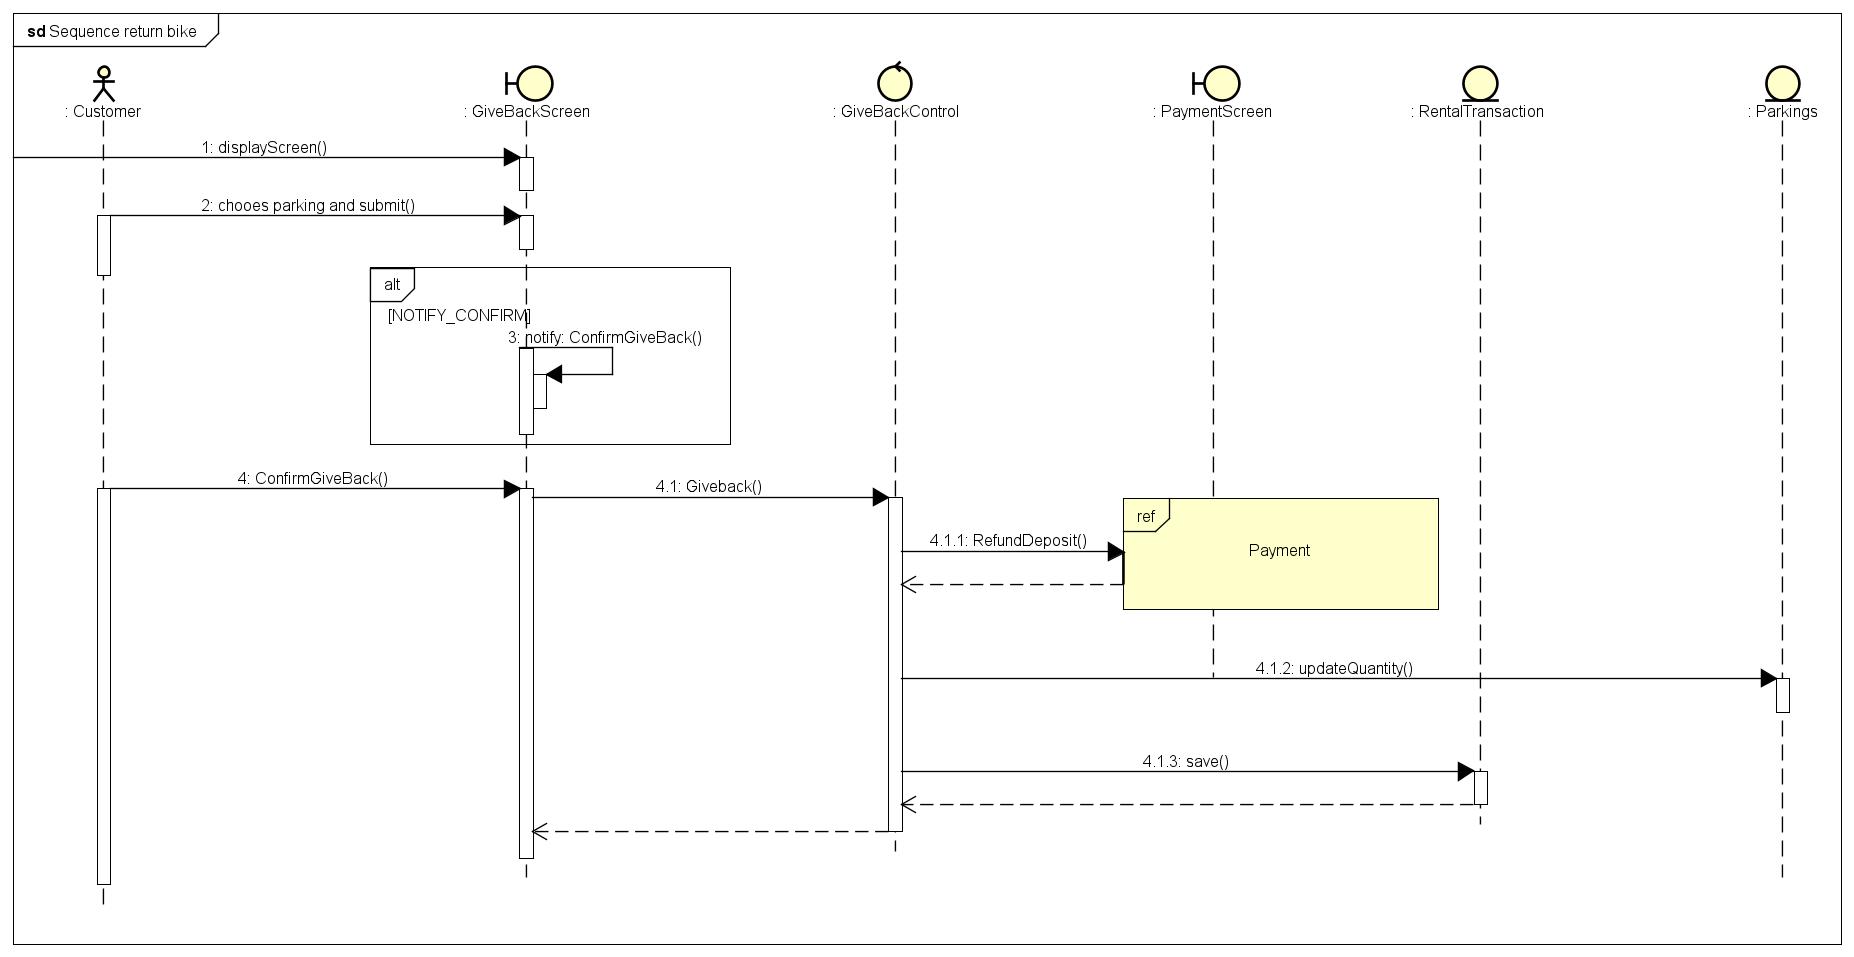 sd Sequence return bike
: Customer
: GiveBackScreen
: GiveBackControl
: PaymentScreen
: RentalTransaction
: Parkings
1: displayScreen()
2: chooes parking and submit()
alt
[NOTIFY_CONFIRM]
3: notify: ConfirmGiveBack()
4: ConfirmGiveBack()
4.1: Giveback()
ref
4.1.1: RefundDeposit()
Payment
4.1.2: updateQuantity()
4.1.3: save()